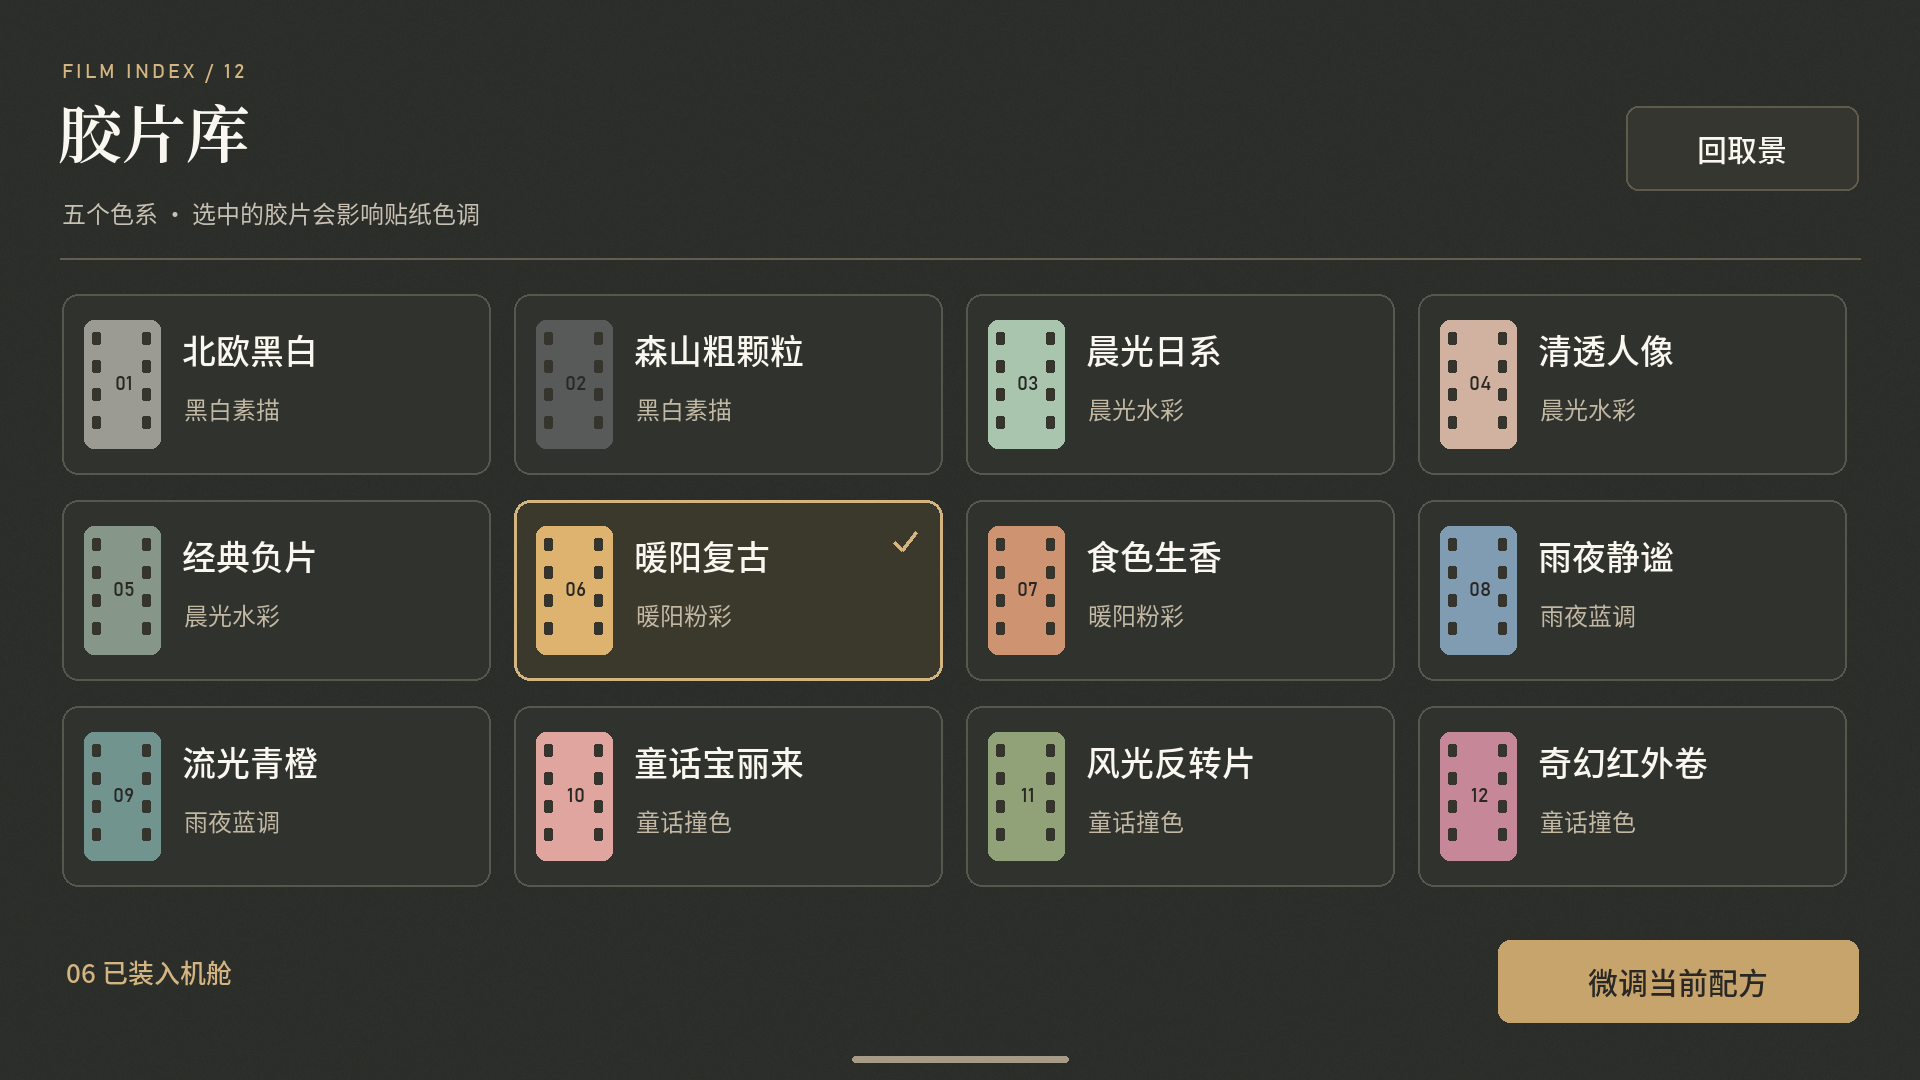 FILM INDEX / 12
胶片库
五个色系 • 选中的胶片会影响贴纸色调
回取景
01
北欧黑白
黑白素描
02
森山粗颗粒
黑白素描
03
晨光日系
晨光水彩
04
清透人像
晨光水彩
05
经典负片
晨光水彩
06
暖阳复古
暖阳粉彩
07
食色生香
暖阳粉彩
08
雨夜静谧
雨夜蓝调
09
流光青橙
雨夜蓝调
10
童话宝丽来
童话撞色
11
风光反转片
童话撞色
12
奇幻红外卷
童话撞色
06 已装入机舱
微调当前配方